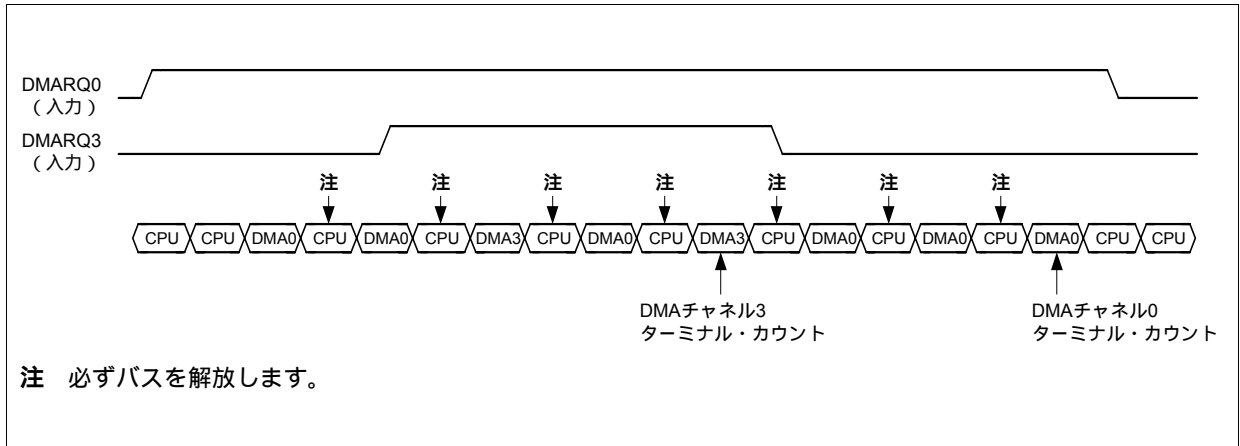 DMARQ0
（入力）
DMARQ3
（入力）
注 注 注 注 注 注 注
CPU CPU DMA0 CPU DMA0 CPU DMA3 CPU DMA0 CPU DMA3 CPU DMA0 CPU DMA0 CPU DMA0 CPU CPU
DMAチャネル3
ターミナル・カウント
DMAチャネル0
ターミナル・カウント
注 必ずバスを解放します。